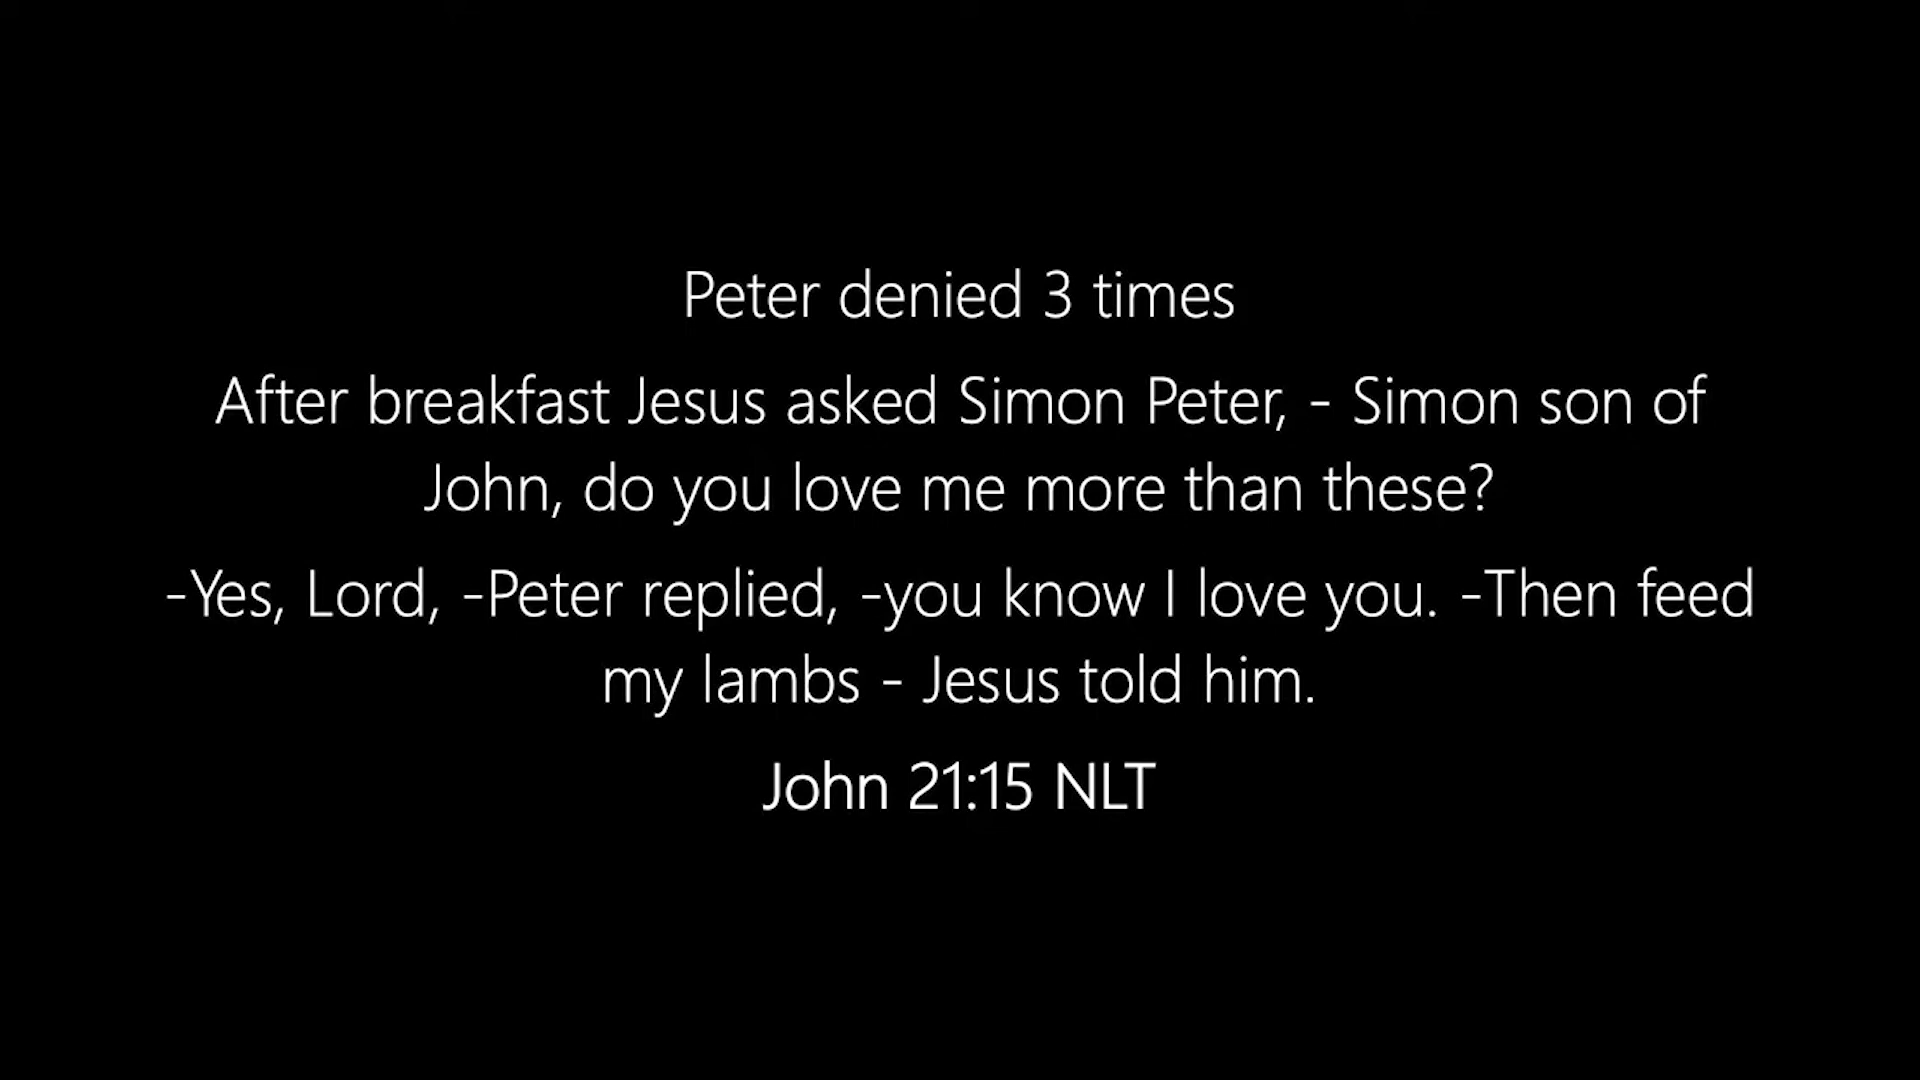 Peter denied 3 times
After breakfast Jesus asked Simon Peter, - Simon son of
John, do you love me more than these?
-Yes, Lord, -Peter replied, -you know I love you. -Then feed
my lambs - Jesus told him.
John 21:15 NLT